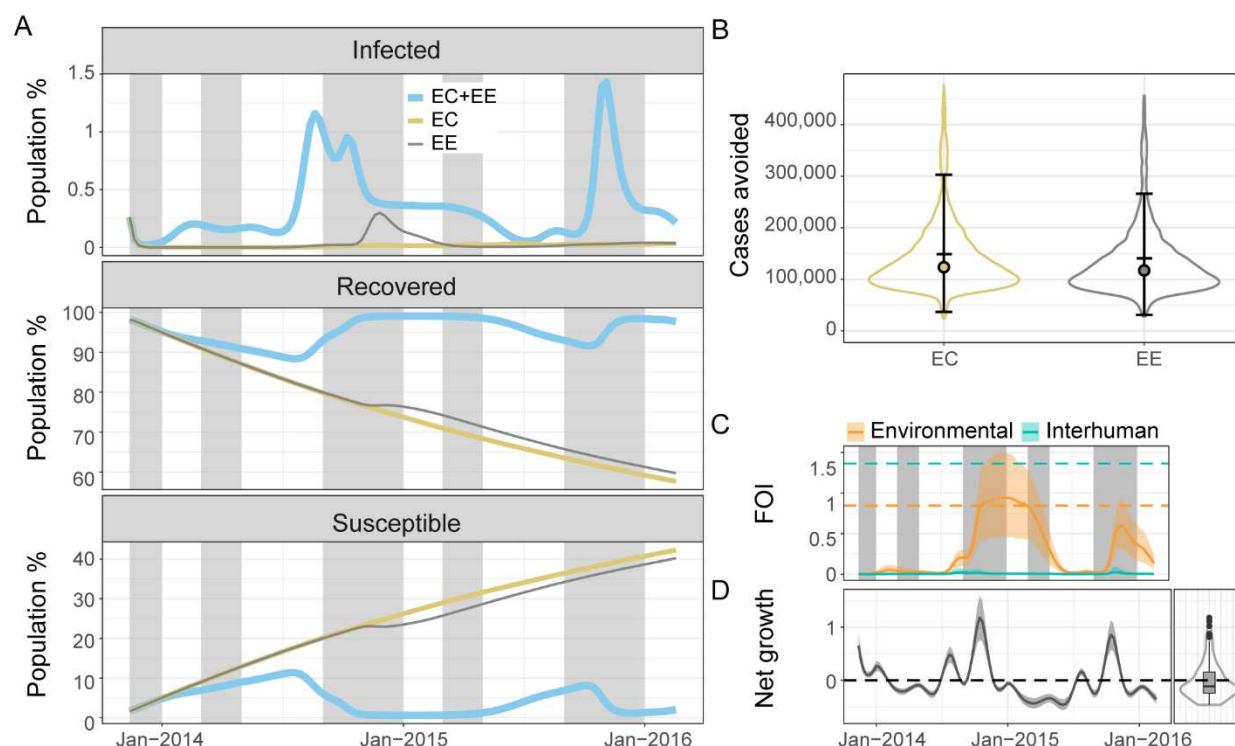 A
Infected
Population %
1.5
1
0.5
0
EC+EE
EC
EE
Recovered
Population %
100
90
80
70
60
Susceptible
Population %
40
30
20
10
0
Jan-2014
Jan-2015
Jan-2016
B
Cases avoided
400,000
300,000
200,000
100,000
0
EC
EE
C
Environmental
Interhuman
FOI
1.5
1
0.5
0
D
Net growth
1
0
Jan-2014
Jan-2015
Jan-2016